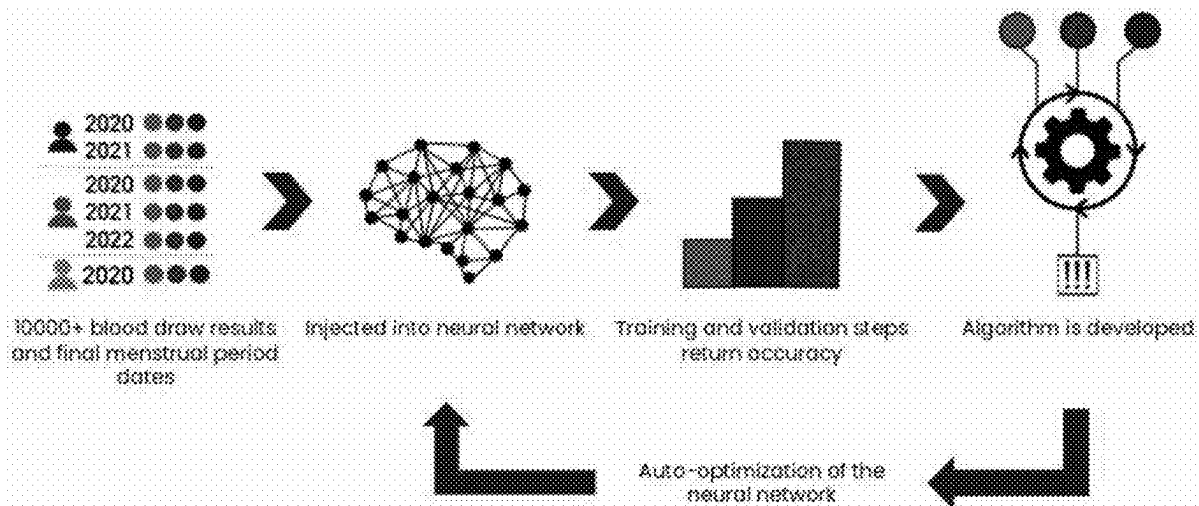 2020
2021
2020
2021
2022
2020
10000+ blood draw results
and final menstrual period
dates
Injected into neural network
Training and validation steps
return accuracy
Algorithm is developed
Auto-optimization of the
neural network